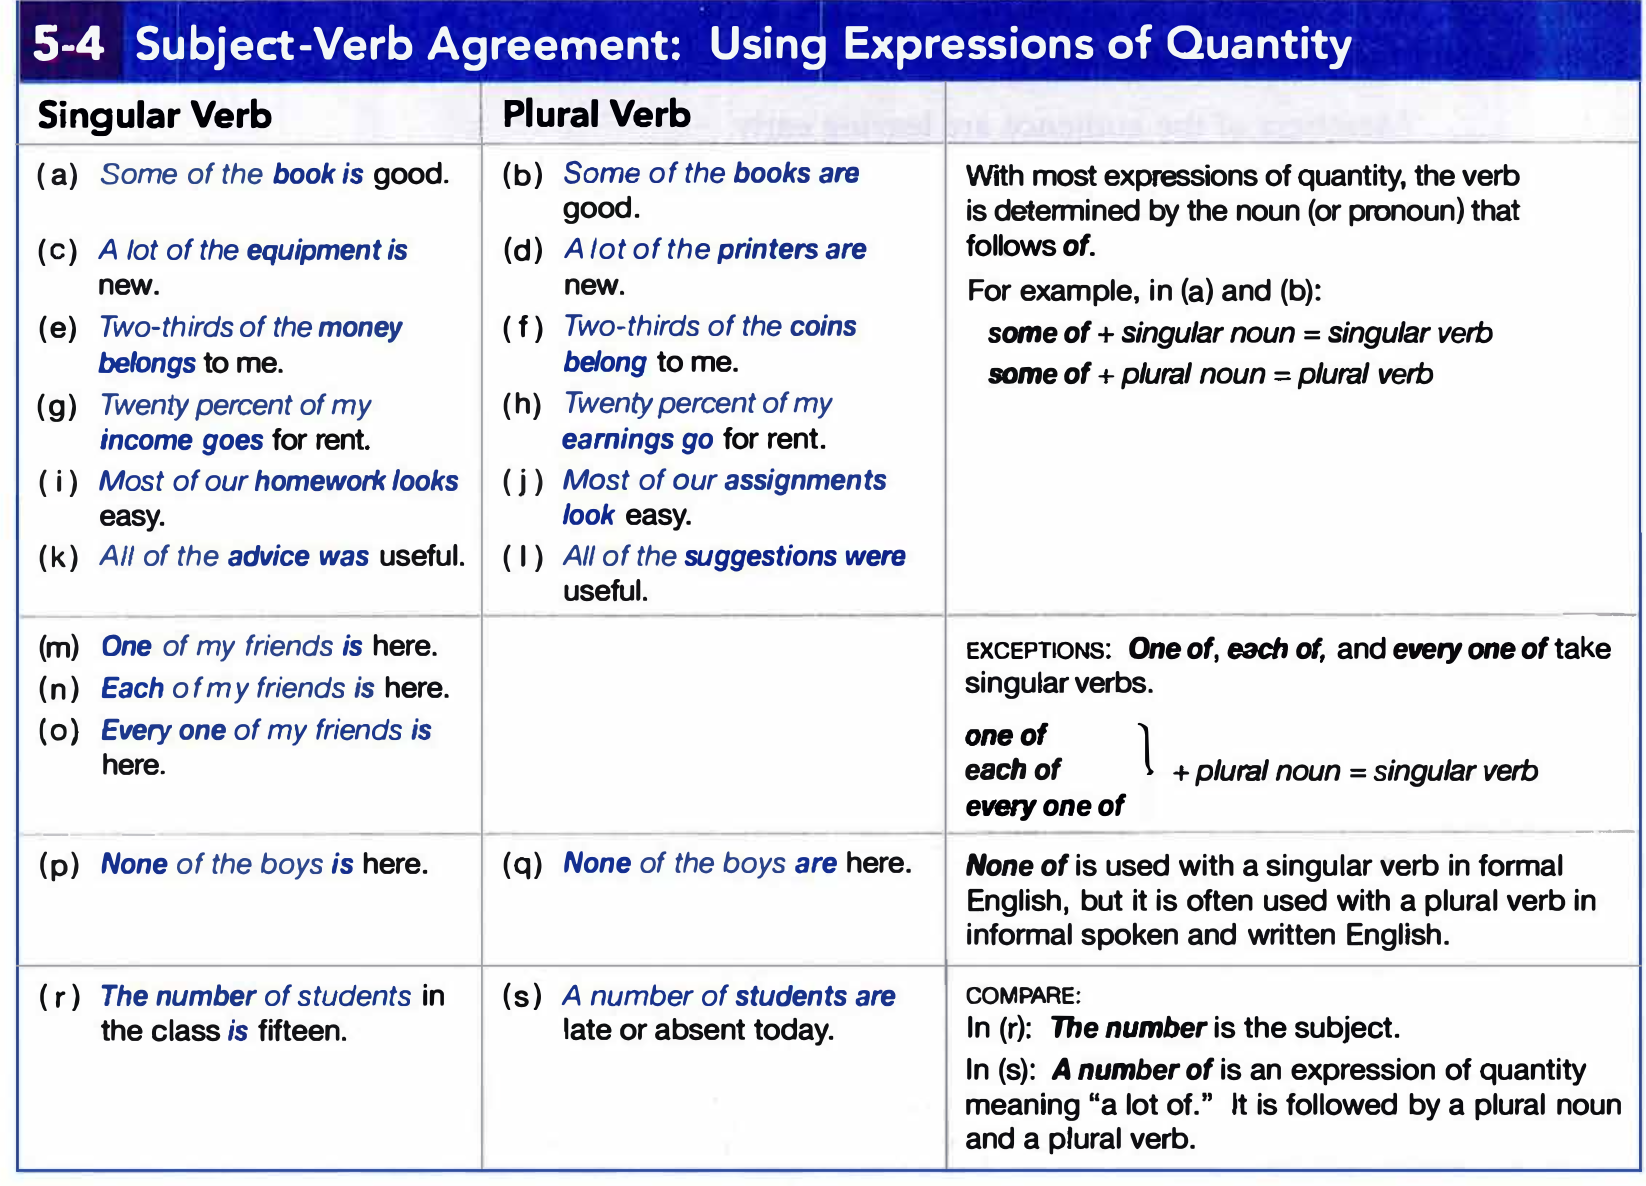 5-4 Subject-Verb Agreement: Using Expressions of Quantity
Singular Verb
Plural Verb
(a) Some of the book is good.
(b) Some of the books are
good.
With most expressions of quantity, the verb
is determined by the noun (or pronoun) that
follows of.
(c) A lot of the equipment is
new.
(d) A lot of the printers are
new.
For example, in (a) and (b):
some of + singular noun = singular verb
some of + plural noun = plural verb
(e) Two-thirds of the money
belongs to me.
(f) Two-thirds of the coins
belong to me.
(g) Twenty percent of my
income goes for rent.
(h) Twenty percent of my
earnings go for rent.
(i) Most of our homework looks
easy.
(j) Most of our assignments
look easy.
(k) All of the advice was useful.
(l) All of the suggestions were
useful.
(m) One of my friends is here.
(n) Each of my friends is here.
(o) Every one of my friends is
here.
EXCEPTIONS: One of, each of, and every one of take
singular verbs.
one of
each of
every one of
+ plural noun = singular verb
(p) None of the boys is here.
(q) None of the boys are here.
None of is used with a singular verb in formal
English, but it is often used with a plural verb in
informal spoken and written English.
(r) The number of students in
the class is fifteen.
(s) A number of students are
late or absent today.
COMPARE:
In (r): The number is the subject.
In (s): A number of is an expression of quantity
meaning “a lot of.” It is followed by a plural noun
and a plural verb.